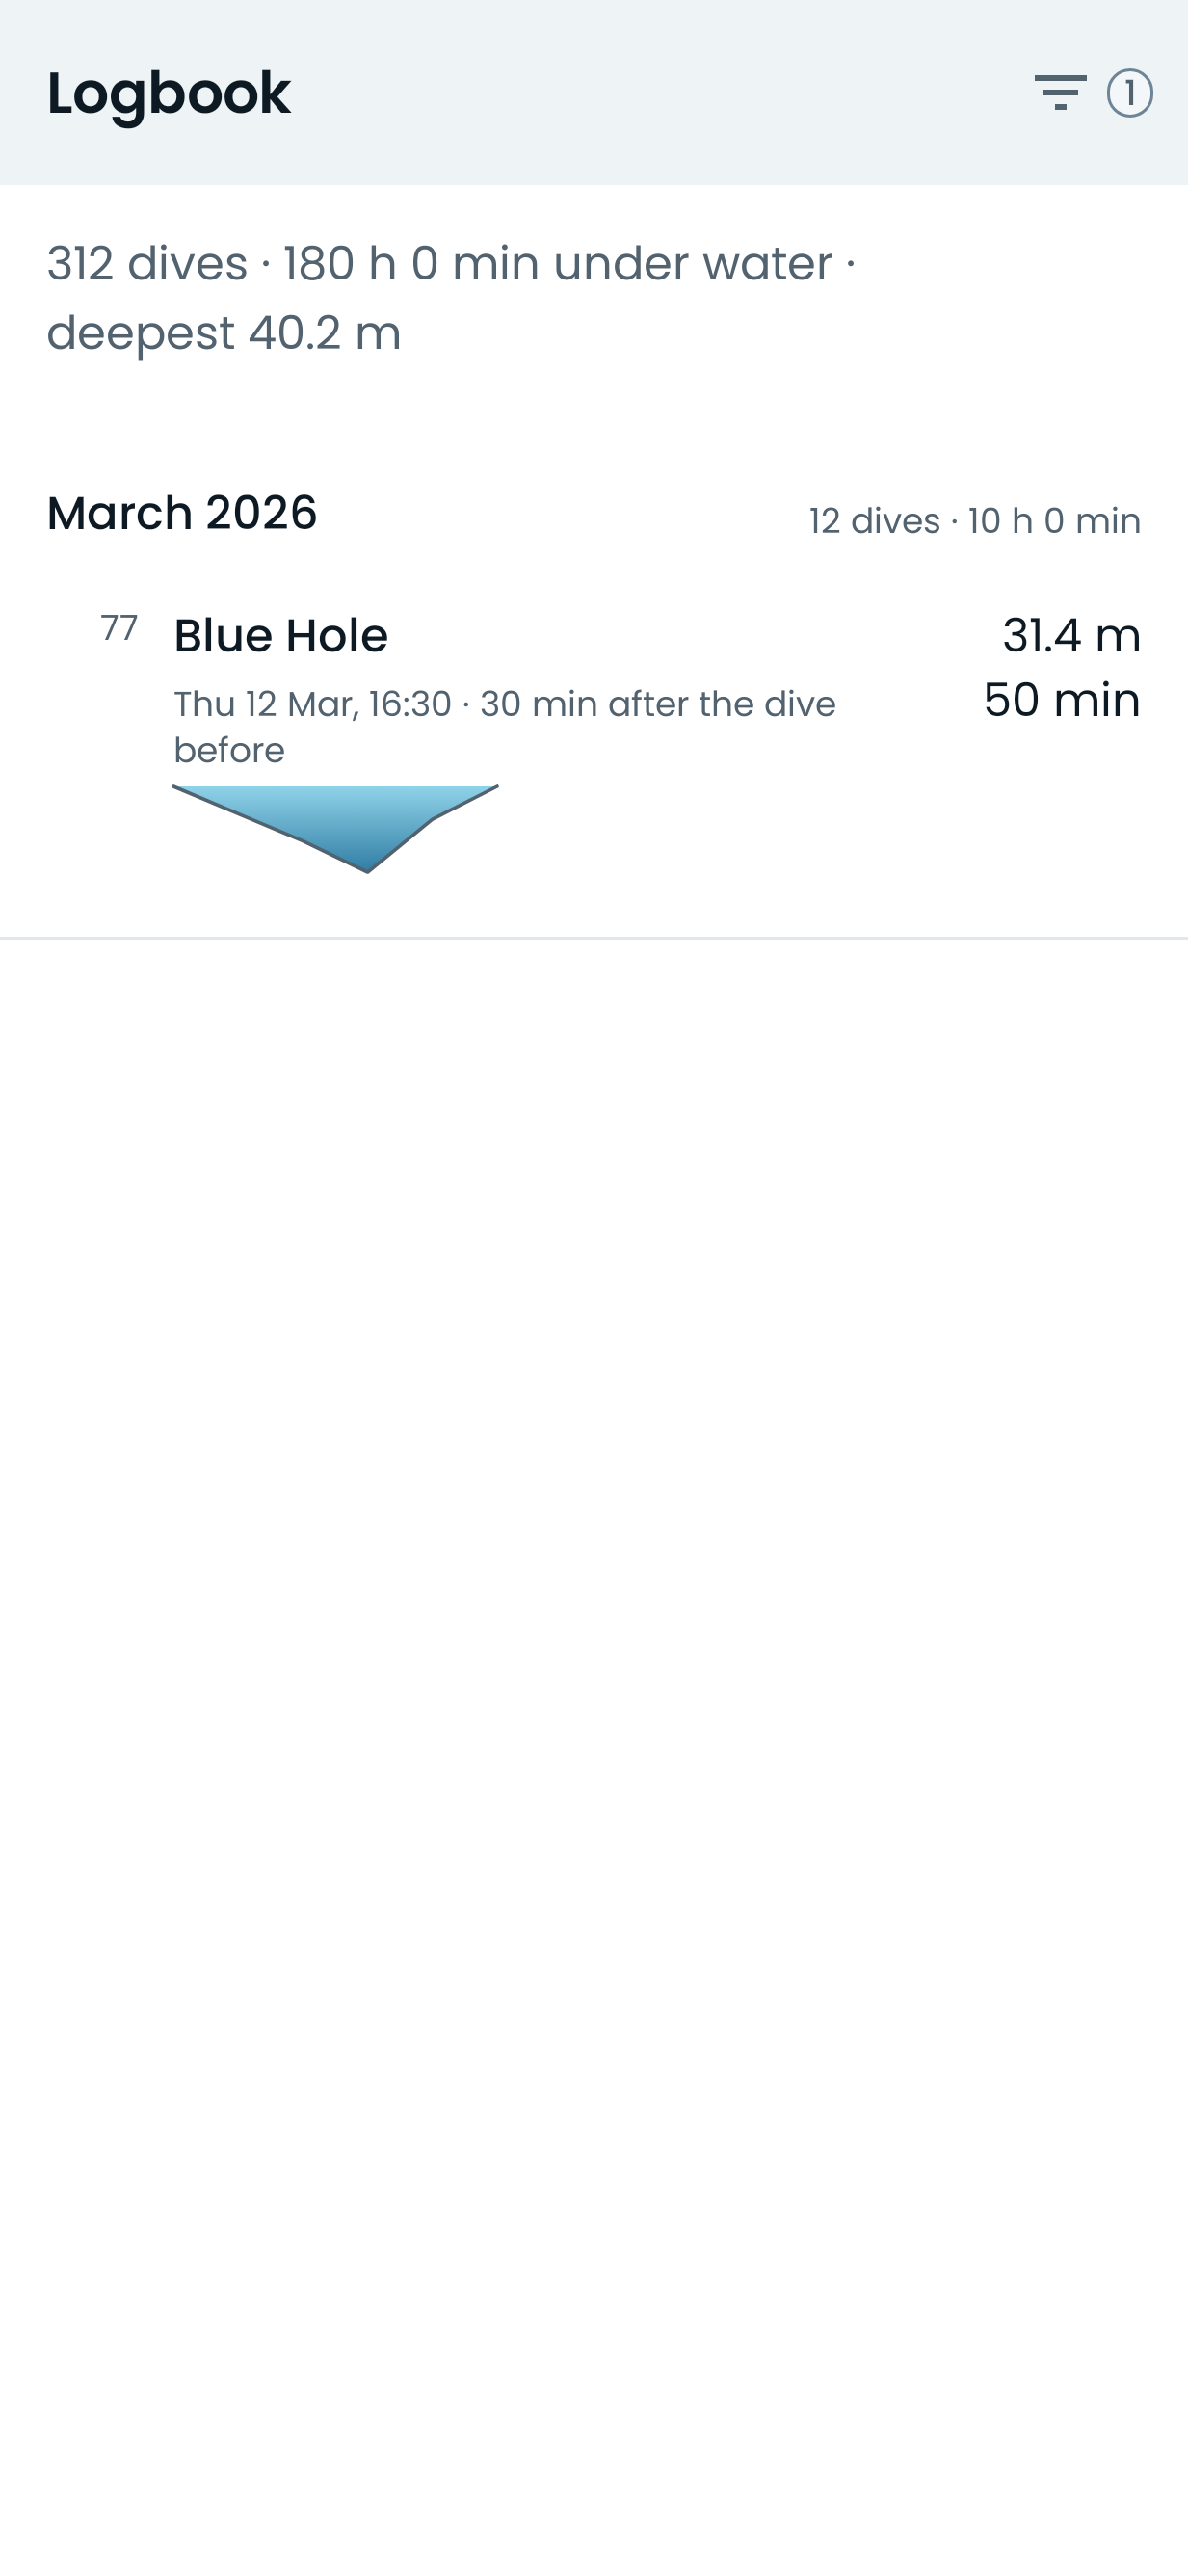 Logbook
1
312 dives · 180 h 0 min under water ·
deepest 40.2 m
March 2026
12 dives · 10 h 0 min
77
Blue Hole
31.4 m
Thu 12 Mar, 16:30 · 30 min after the dive
before
50 min